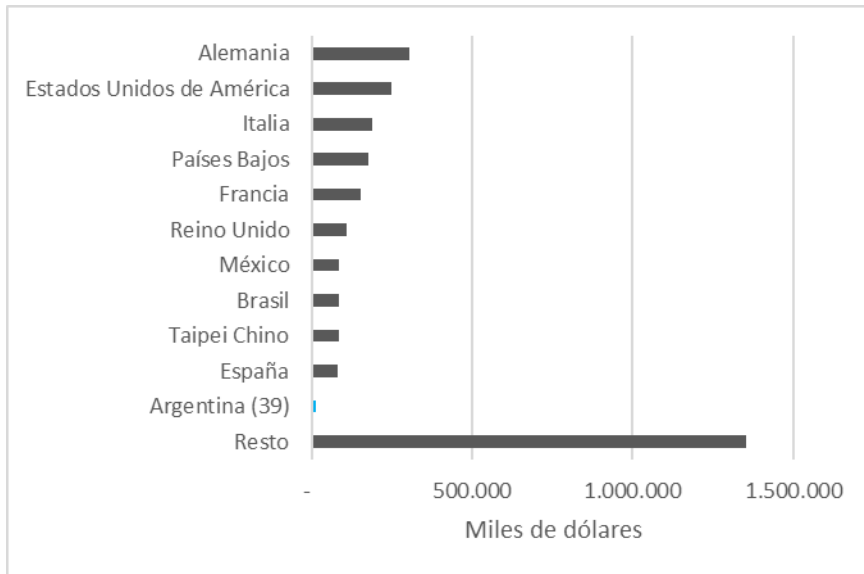 Alemania
Estados Unidos de América
Italia
Países Bajos
Francia
Reino Unido
México
Brasil
Taipei Chino
España
Argentina (39)
Resto
- 500.000 1.000.000 1.500.000
Miles de dólares